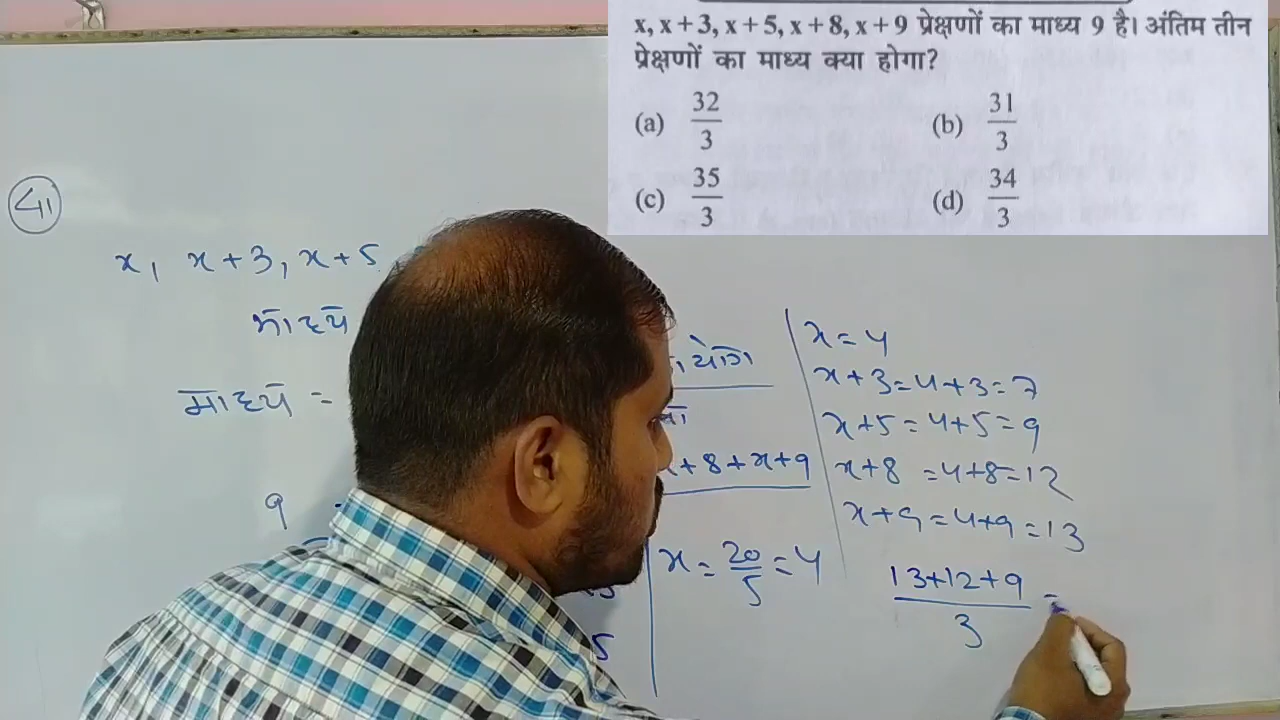 x, x + 3, x + 5, x + 8, x + 9 प्रेक्षणों का माध्य 9 है। अंतिम तीन
प्रेक्षणों का माध्य क्या होगा?
(a) 32/3 (b) 31/3
(c) 35/3 (d) 34/3
x, x+3, x+5
माध्य
माध्य =
योग
x+8+x+9
9
x = 20/5 = 4
5
x = 4
x+3 = 4+3 = 7
x+5 = 4+5 = 9
x+8 = 4+8 = 12
x+9 = 4+9 = 13
13+12+9/3 =